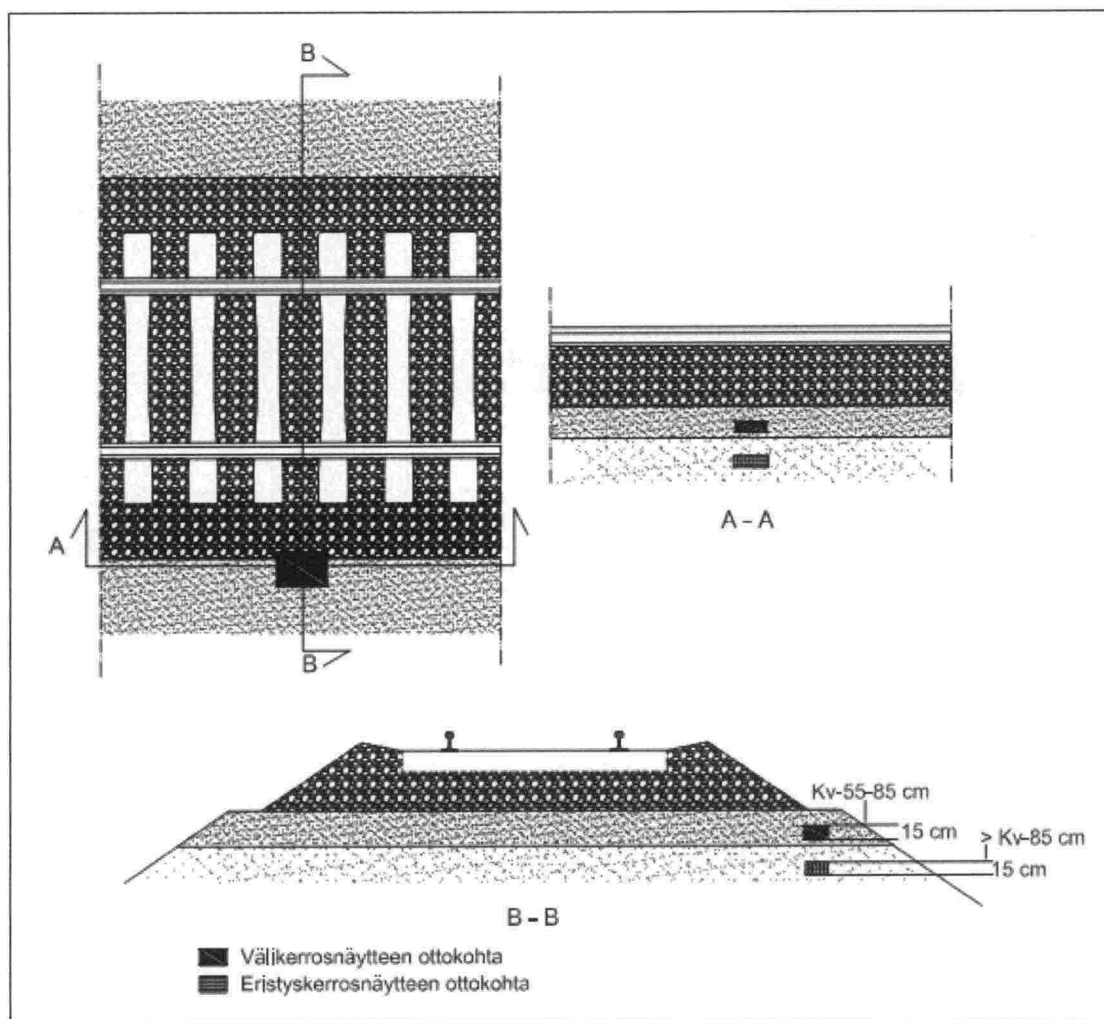 B
A
B
A – A
Kv-55-85 cm
15 cm
> Kv-85 cm
15 cm
B – B
Välikerrosnäytteen ottokohta
Eristyskerrosnäytteen ottokohta